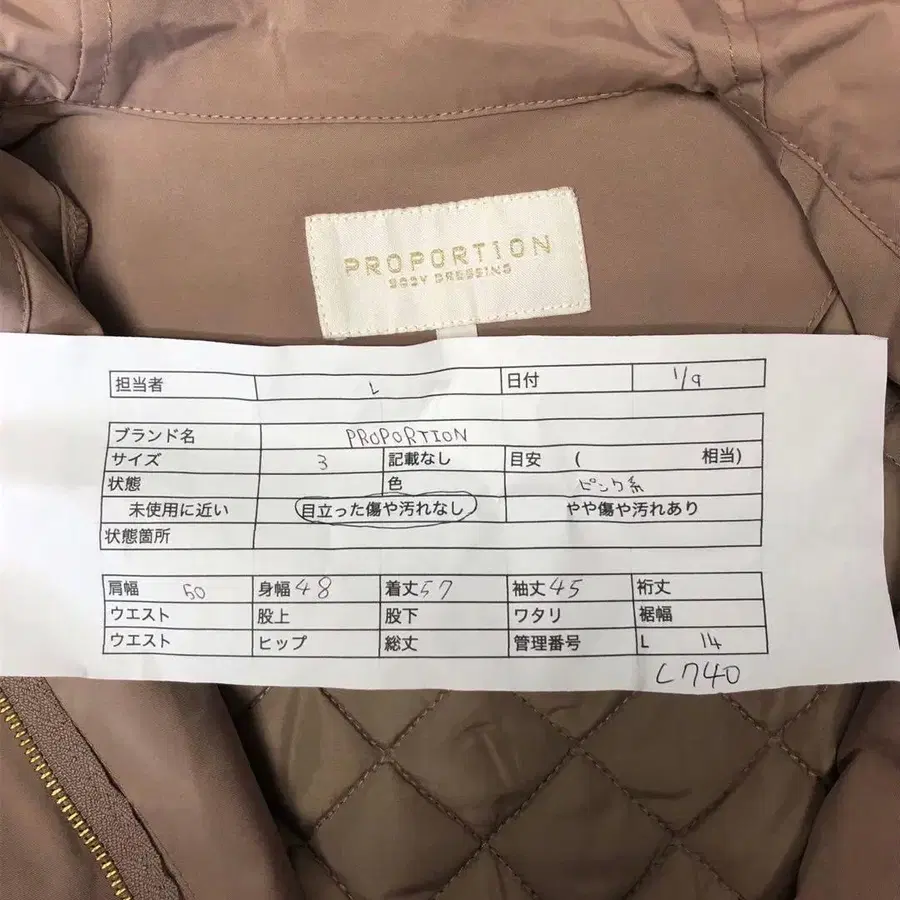 PROPORTION
BODY DRESSING
担当者 L 日付 1/9
ブランド名 PROPORTION
サイズ 3 記載なし 目安 ( 相当)
状態 色 ピンク系
未使用に近い 目立った傷や汚れなし やや傷や汚れあり
状態箇所
肩幅 50 身幅 48 着丈 57 袖丈 45 裄丈
ウエスト 股上 股下 ワタリ 裾幅
ウエスト ヒップ 総丈 管理番号 L 14
L740